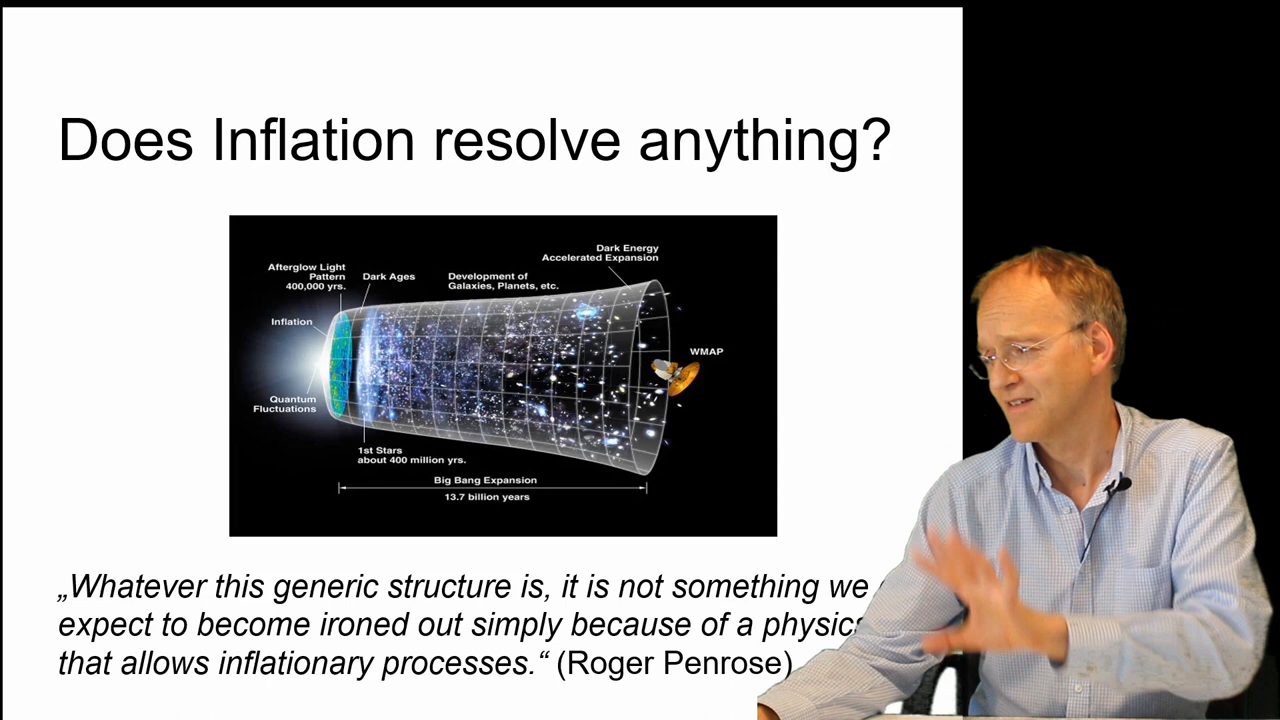 Does Inflation resolve anything?
Dark Energy
Accelerated Expansion
Afterglow Light
Pattern
400,000 yrs.
Dark Ages
Development of
Galaxies, Planets, etc.
Inflation
WMAP
Quantum
Fluctuations
1st Stars
about 400 million yrs.
Big Bang Expansion
13.7 billion years
„Whatever this generic structure is, it is not something we
expect to become ironed out simply because of a physics
that allows inflationary processes.“ (Roger Penrose)